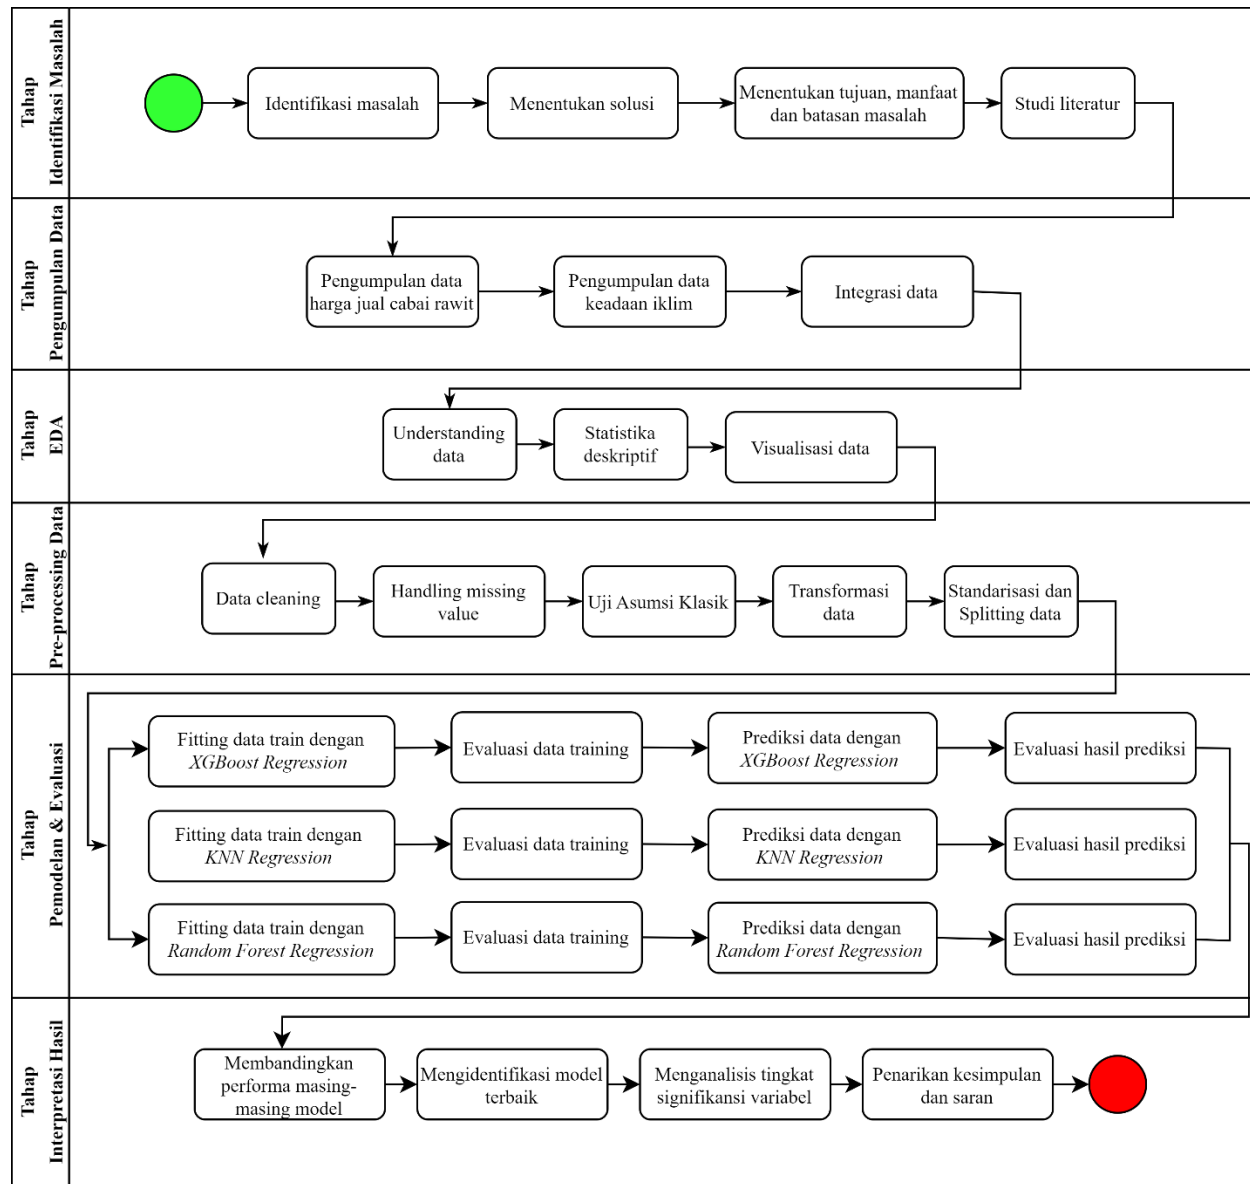 Tahap
Identifikasi Masalah
Identifikasi masalah
Menentukan solusi
Menentukan tujuan, manfaat
dan batasan masalah
Studi literatur
Tahap
Pengumpulan Data
Pengumpulan data
harga jual cabai rawit
Pengumpulan data
keadaan iklim
Integrasi data
Tahap
EDA
Understanding
data
Statistika
deskriptif
Visualisasi data
Tahap
Pre-processing Data
Data cleaning
Handling missing
value
Uji Asumsi Klasik
Transformasi
data
Standarisasi dan
Splitting data
Tahap
Pemodelan & Evaluasi
Fitting data train dengan
XGBoost Regression
Evaluasi data training
Prediksi data dengan
XGBoost Regression
Evaluasi hasil prediksi
Fitting data train dengan
KNN Regression
Evaluasi data training
Prediksi data dengan
KNN Regression
Evaluasi hasil prediksi
Fitting data train dengan
Random Forest Regression
Evaluasi data training
Prediksi data dengan
Random Forest Regression
Evaluasi hasil prediksi
Tahap
Interpretasi Hasil
Membandingkan
performa masing-
masing model
Mengidentifikasi model
terbaik
Menganalisis tingkat
signifikansi variabel
Penarikan kesimpulan
dan saran